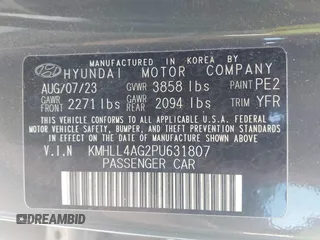 MANUFACTURED IN KOREA BY
HYUNDAI MOTOR COMPANY
AUG/07/23 GVWR 3858 lbs PAINT PE2
GAWR FRONT 2271 lbs GAWR REAR 2094 lbs TRIM YFR
THIS VEHICLE CONFORMS TO ALL APPLICABLE U.S. FEDERAL MOTOR VEHICLE SAFETY, BUMPER, AND THEFT PREVENTION STANDARDS IN EFFECT ON THE DATE OF MANUFACTURE SHOWN ABOVE.
V.I.N KMHLL4AG2PU631807
PASSENGER CAR
DREAMBID
DREAMBID.COM